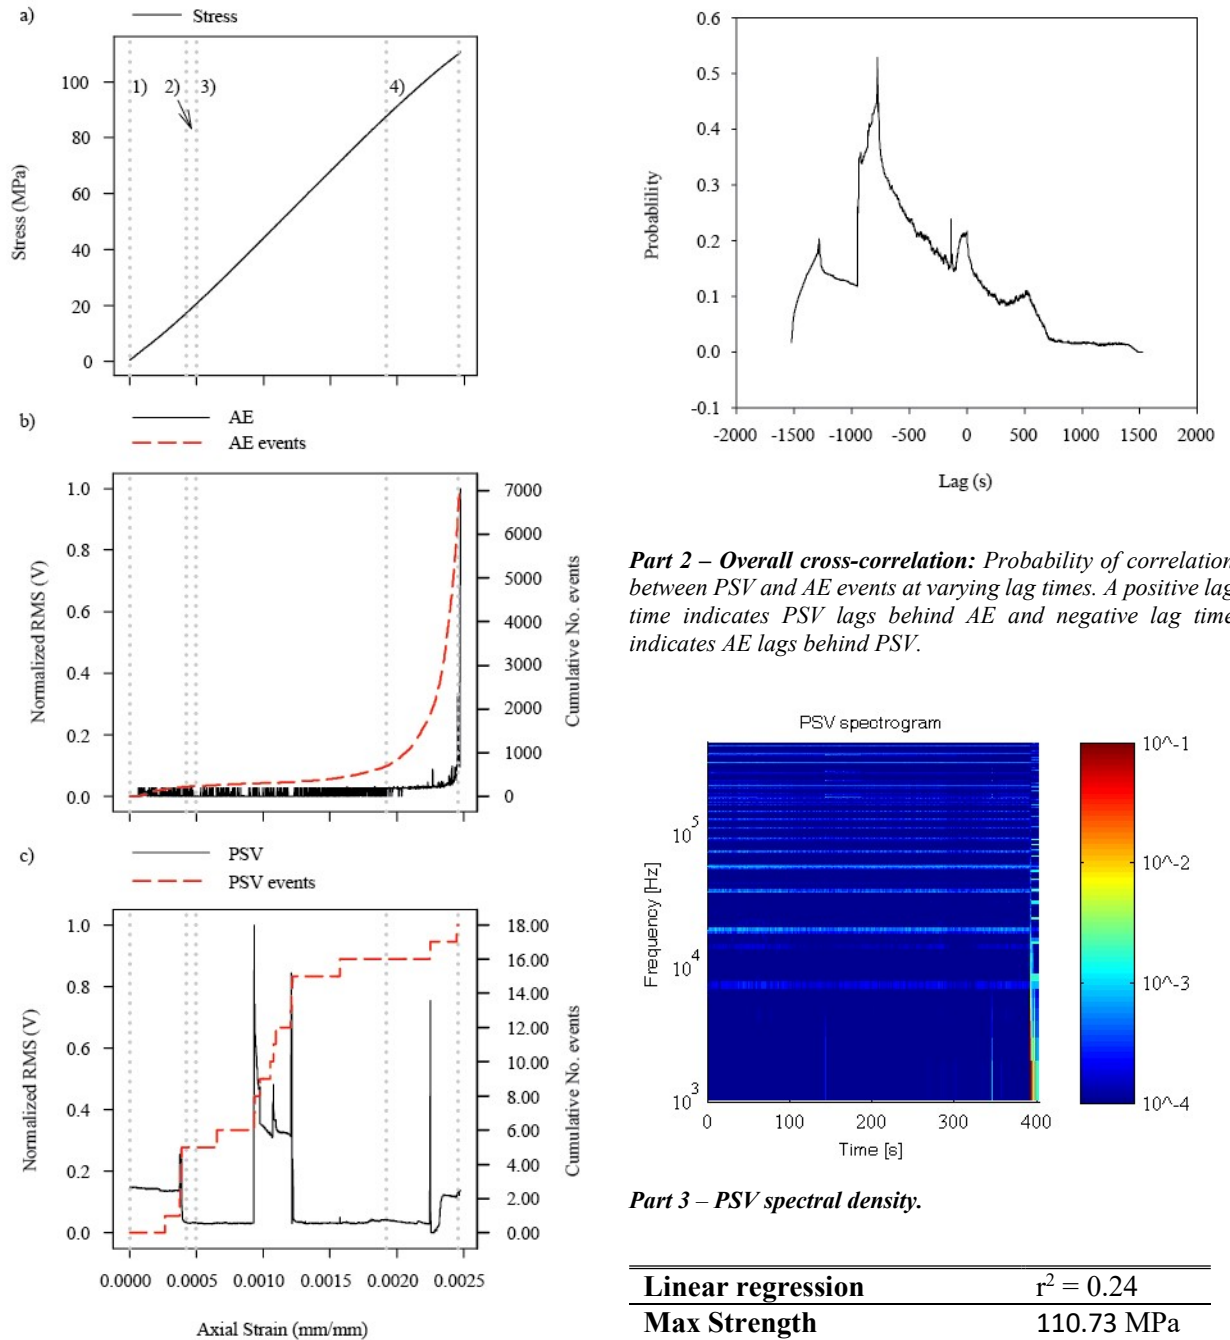 a)
Stress
1)
2)
3)
4)
100
80
60
40
20
0
Stress (MPa)
b)
AE
AE events
1.0
0.8
0.6
0.4
0.2
0.0
Normalized RMS (V)
7000
6000
5000
4000
3000
2000
1000
0
Cumulative No. events
c)
PSV
PSV events
1.0
0.8
0.6
0.4
0.2
0.0
Normalized RMS (V)
18.00
16.00
14.00
12.00
10.00
8.00
6.00
4.00
2.00
0.00
Cumulative No. events
0.0000 0.0005 0.0010 0.0015 0.0020 0.0025
Axial Strain (mm/mm)
0.6
0.5
0.4
0.3
0.2
0.1
0.0
-0.1
Probablility
-2000 -1500 -1000 -500 0 500 1000 1500 2000
Lag (s)
Part 2 – Overall cross-correlation: Probability of correlation
between PSV and AE events at varying lag times. A positive lag
time indicates PSV lags behind AE and negative lag time
indicates AE lags behind PSV.
PSV spectrogram
10^5
10^4
10^3
Frequency [Hz]
0 100 200 300 400
Time [s]
10^-1
10^-2
10^-3
10^-4
Part 3 – PSV spectral density.
Linear regression r² = 0.24
Max Strength 110.73 MPa